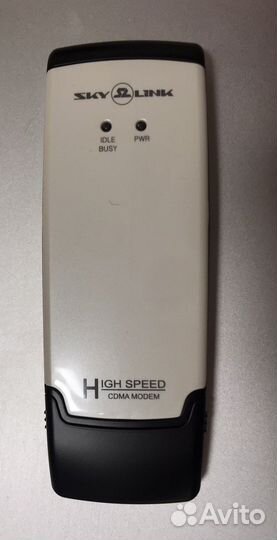 SKY LINK
IDLE PWR
BUSY
HIGH SPEED
CDMA MODEM
Avito